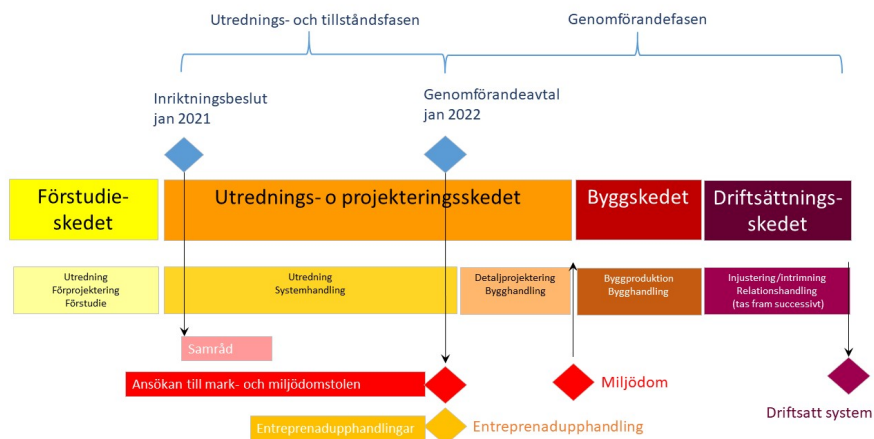 Utrednings- och tillståndsfasen
Genomförandefasen
Inriktningsbeslut
jan 2021
Genomförandeavtal
jan 2022
Förstudie-
skedet
Utrednings- o projekteringsskedet
Byggskedet
Driftsättnings-
skedet
Utredning
Förprojektering
Förstudie
Utredning
Systemhandling
Detaljprojektering
Bygghandling
Byggproduktion
Bygghandling
Injustering/intrimning
Relationshandling
(tas fram successivt)
Samråd
Ansökan till mark- och miljödomstolen
Miljödom
Entreprenadupphandlingar
Entreprenadupphandling
Driftsatt system